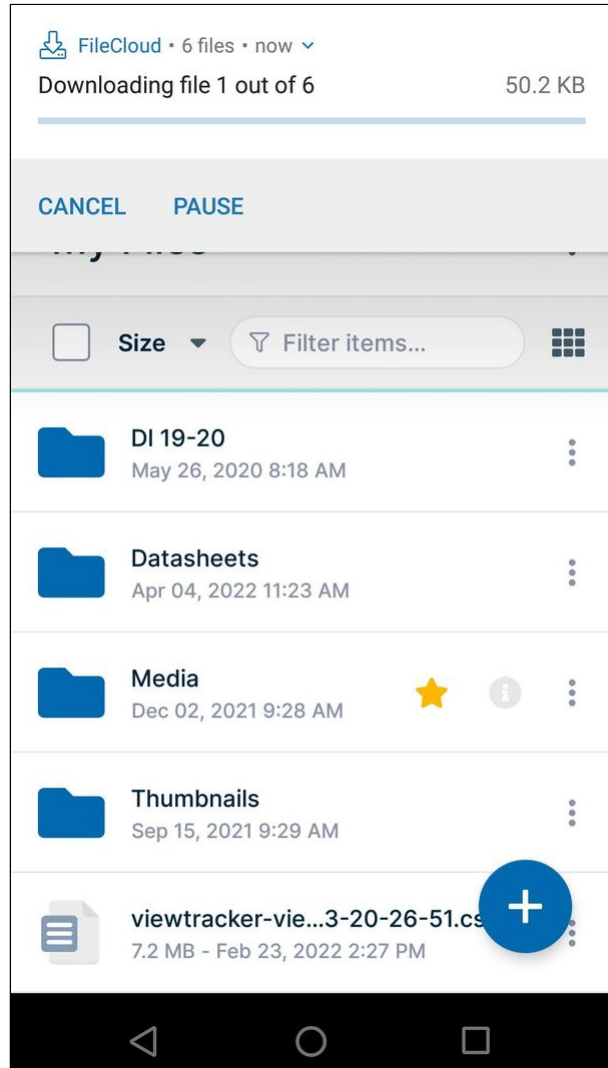 FileCloud • 6 files • now
Downloading file 1 out of 6 50.2 KB
CANCEL PAUSE
My Files
Size Filter items...
DI 19-20
May 26, 2020 8:18 AM
Datasheets
Apr 04, 2022 11:23 AM
Media
Dec 02, 2021 9:28 AM
Thumbnails
Sep 15, 2021 9:29 AM
viewtracker-vie...3-20-26-51.cs
7.2 MB - Feb 23, 2022 2:27 PM